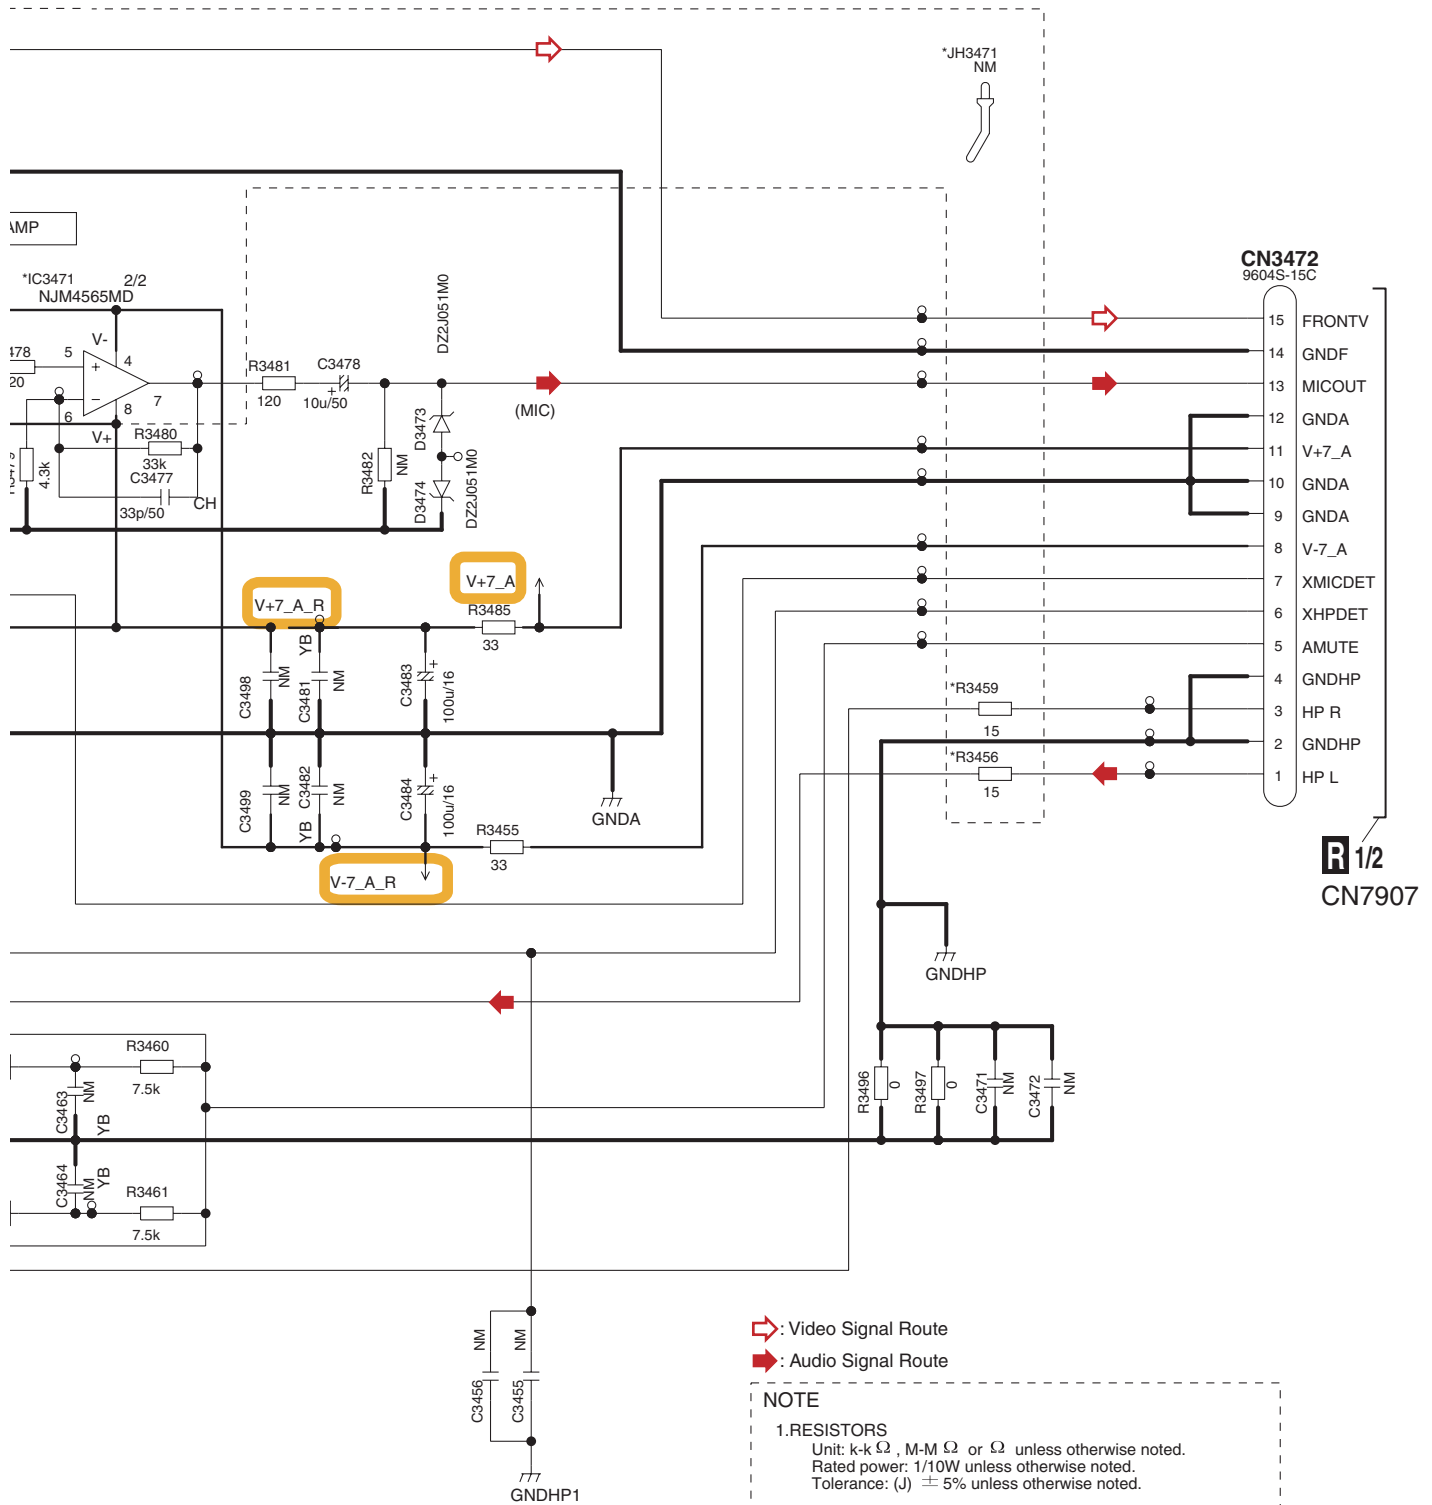 *JH3471
NM
*IC3471
2/2
NJM4565MD
V-
5
4
+
−
7
6
8
V+
R3481
120
C3478
+
10u/50
DZ2J051M0
D3473
(MIC)
R3480
33k
C3477
33p/50
CH
4.3k
R3482
NM
D3474
DZ2J051M0
CN3472
9604S-15C
15 FRONTV
14 GNDF
13 MICOUT
12 GNDA
11 V+7_A
10 GNDA
9 GNDA
8 V-7_A
7 XMICDET
6 XHPDET
5 AMUTE
4 GNDHP
3 HP R
2 GNDHP
1 HP L
R 1/2
CN7907
V+7_A_R
V+7_A
R3485
33
YB
C3498
NM
C3481
NM
C3483
+
100u/16
*R3459
15
*R3456
15
C3499
NM
C3482
NM
YB
C3484
+
100u/16
GNDA
R3455
33
V-7_A_R
GNDHP
R3460
7.5k
C3463
NM
YB
C3464
NM
YB
R3461
7.5k
R3496
0
R3497
0
C3471
NM
C3472
NM
C3456
NM
C3455
NM
GNDHP1
: Video Signal Route
: Audio Signal Route
NOTE
1.RESISTORS
Unit: k-k Ω , M-M Ω or Ω unless otherwise noted.
Rated power: 1/10W unless otherwise noted.
Tolerance: (J) ± 5% unless otherwise noted.